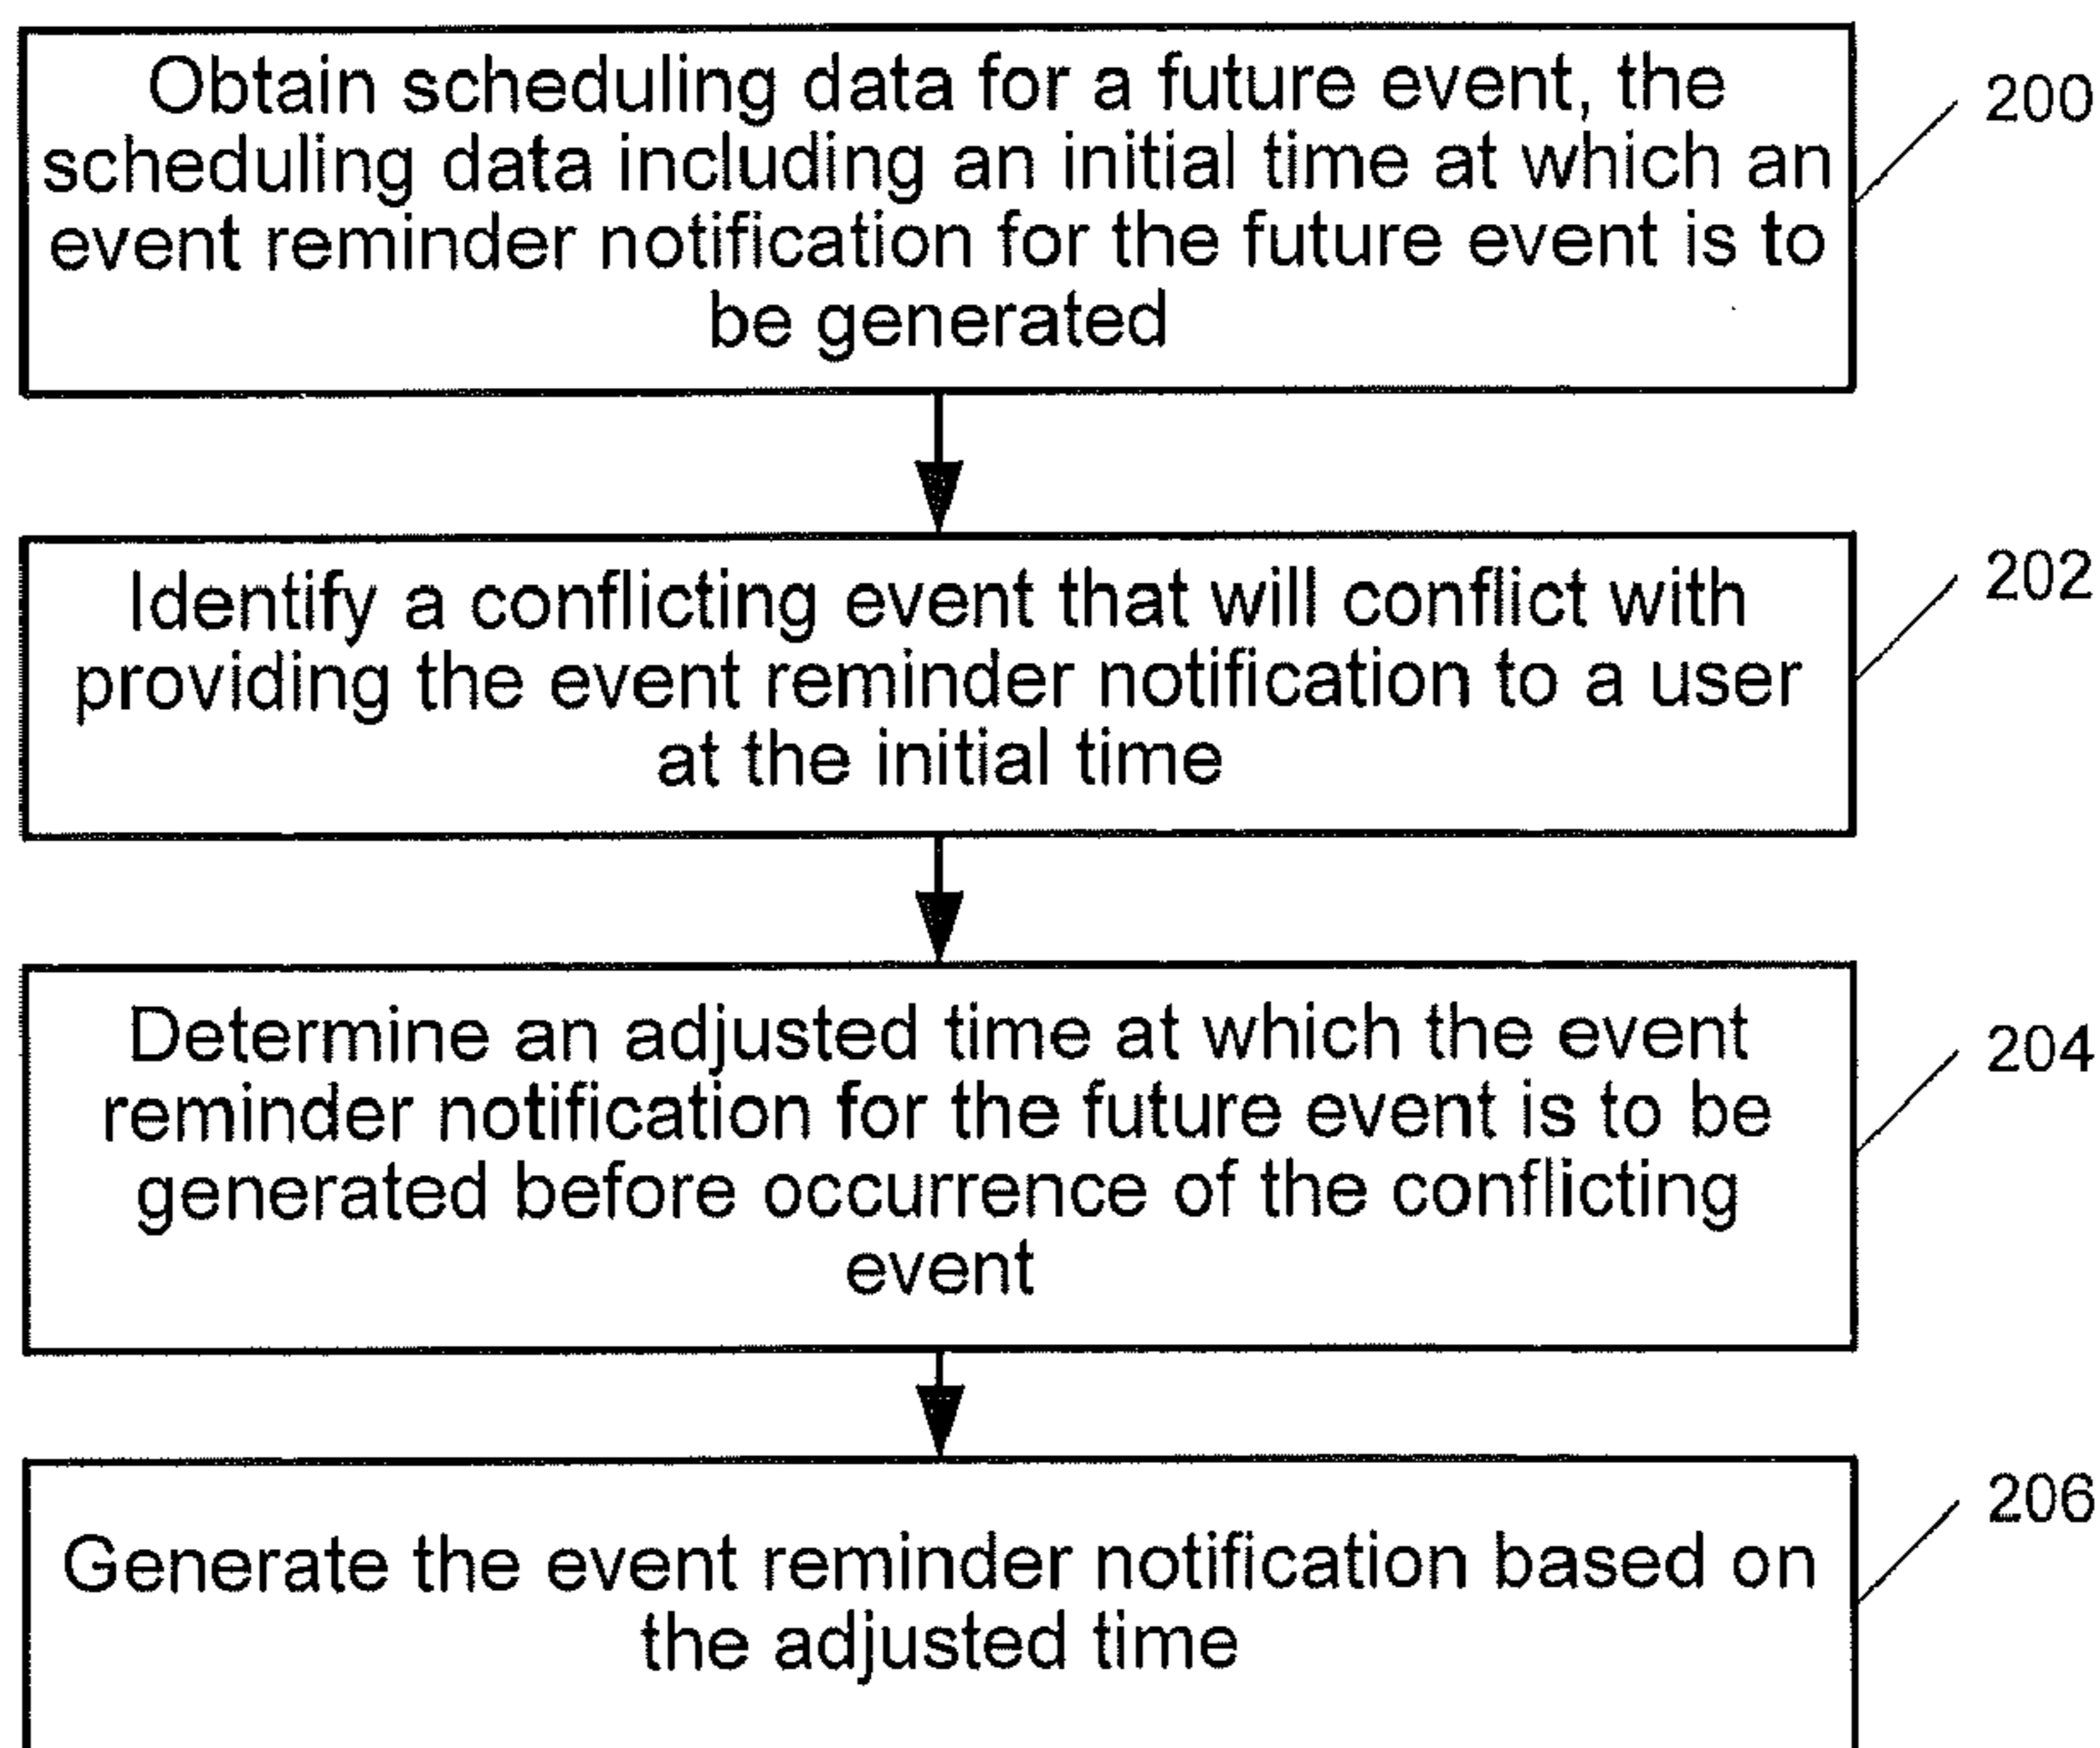 Obtain scheduling data for a future event, the
scheduling data including an initial time at which an
event reminder notification for the future event is to
be generated
200
Identify a conflicting event that will conflict with
providing the event reminder notification to a user
at the initial time
202
Determine an adjusted time at which the event
reminder notification for the future event is to be
generated before occurrence of the conflicting
event
204
Generate the event reminder notification based on
the adjusted time
206